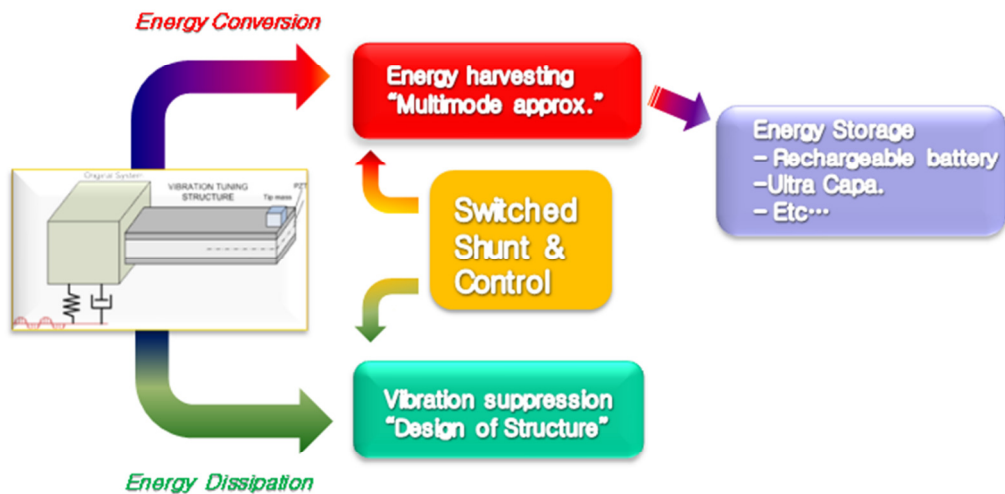 Energy Conversion
Energy harvesting
“Multimode approx.”
Energy Storage
- Rechargeable battery
-Ultra Capa.
- Etc…
Original System
VIBRATION TUNING
STRUCTURE
PZT
Tip mass
Switched
Shunt &
Control
Vibration suppression
“Design of Structure”
Energy Dissipation